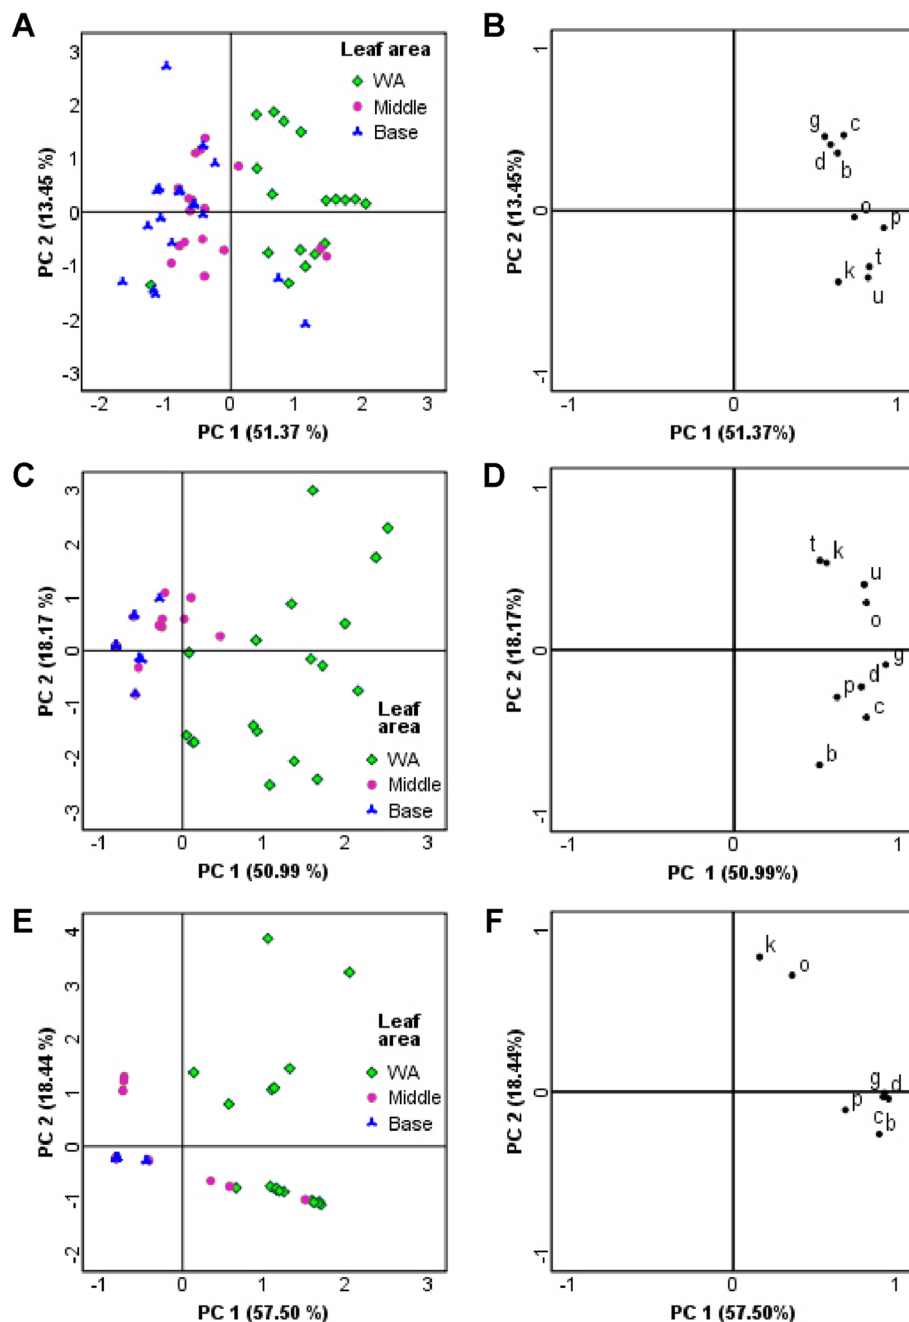 A
Leaf area
WA
Middle
Base
3
2
1
0
-1
-2
-3
PC 2 (13.45 %)
-2 -1 0 1 2 3
PC 1 (51.37 %)
B
1
0
-1
PC 2 (13.45%)
g c
d b
o
p
t
k
u
-1 0 1
PC 1 (51.37%)
C
3
2
1
0
-1
-2
-3
PC 2 (18.17 %)
Leaf
area
WA
Middle
Base
-1 0 1 2 3
PC 1 (50.99 %)
D
1
0
-1
PC 2 (18.17%)
t k
u
o
g
d
p
c
b
-1 0 1
PC 1 (50.99%)
E
4
3
2
1
0
-1
-2
PC 2 (18.44 %)
Leaf
area
WA
Middle
Base
-1 0 1 2 3
PC 1 (57.50 %)
F
1
0
-1
PC 2 (18.44%)
k
o
g d
p
c b
-1 0 1
PC 1 (57.50%)